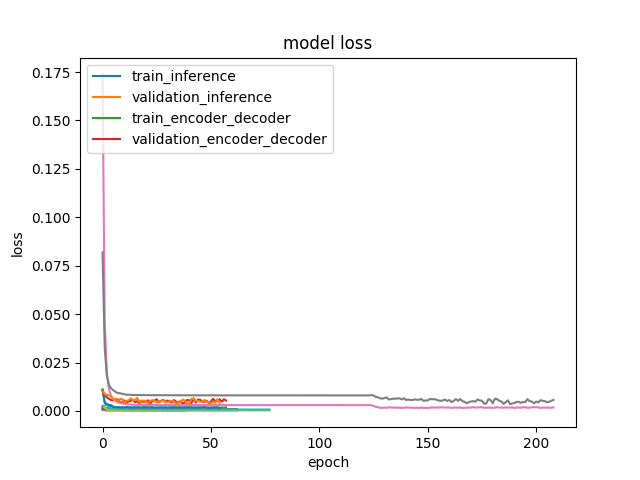 model loss
train_inference
validation_inference
train_encoder_decoder
validation_encoder_decoder
0.175
0.150
0.125
0.100
0.075
0.050
0.025
0.000
loss
0
50
100
150
200
epoch